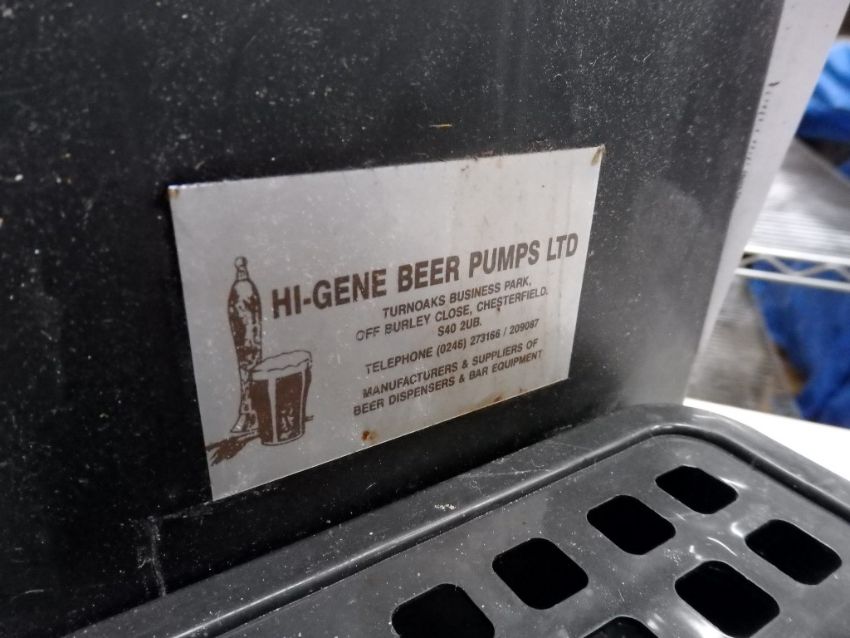 HI-GENE BEER PUMPS LTD
TURNOAKS BUSINESS PARK,
OFF BURLEY CLOSE, CHESTERFIELD,
S40 2UB.
TELEPHONE (0246) 273166 / 209087
MANUFACTURERS & SUPPLIERS OF
BEER DISPENSERS & BAR EQUIPMENT